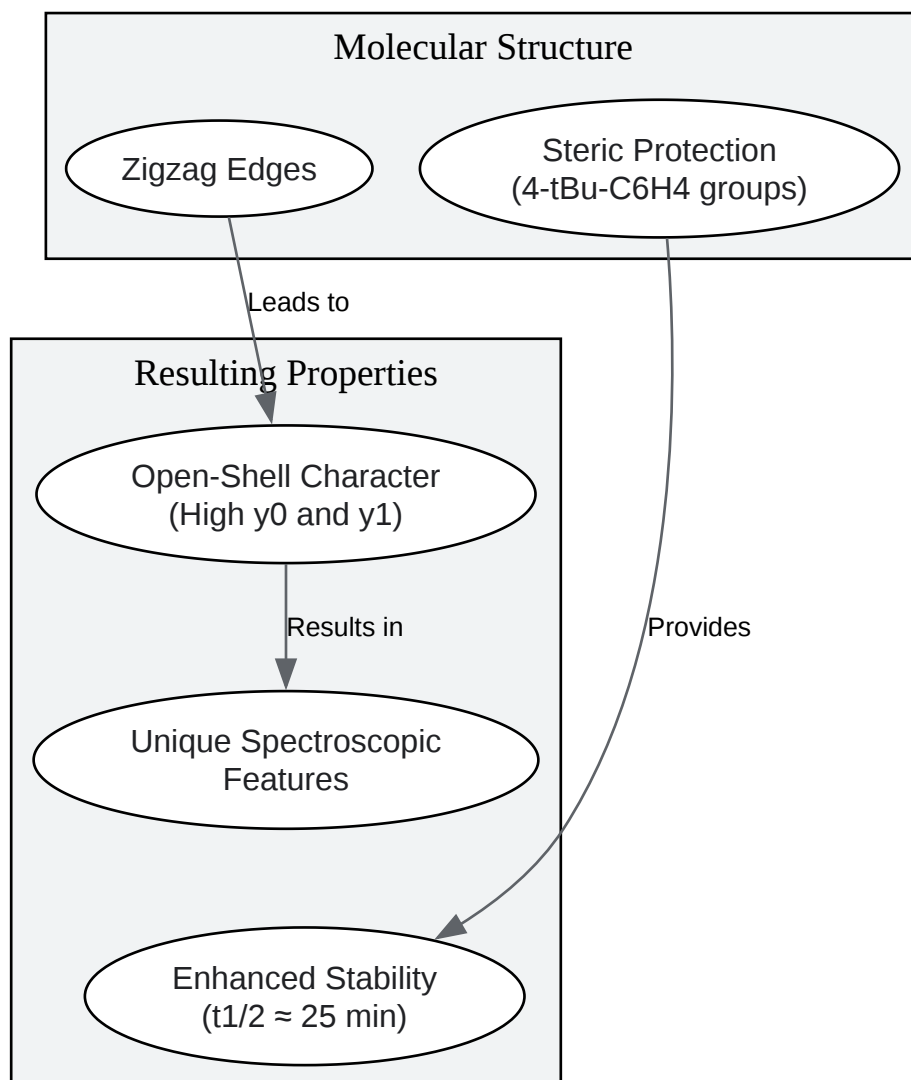 Molecular Structure
Zigzag Edges
Steric Protection
(4-tBu-C6H4 groups)
Leads to
Resulting Properties
Open-Shell Character
(High y0 and y1)
Results in
Provides
Unique Spectroscopic
Features
Enhanced Stability
(t1/2 ≈ 25 min)